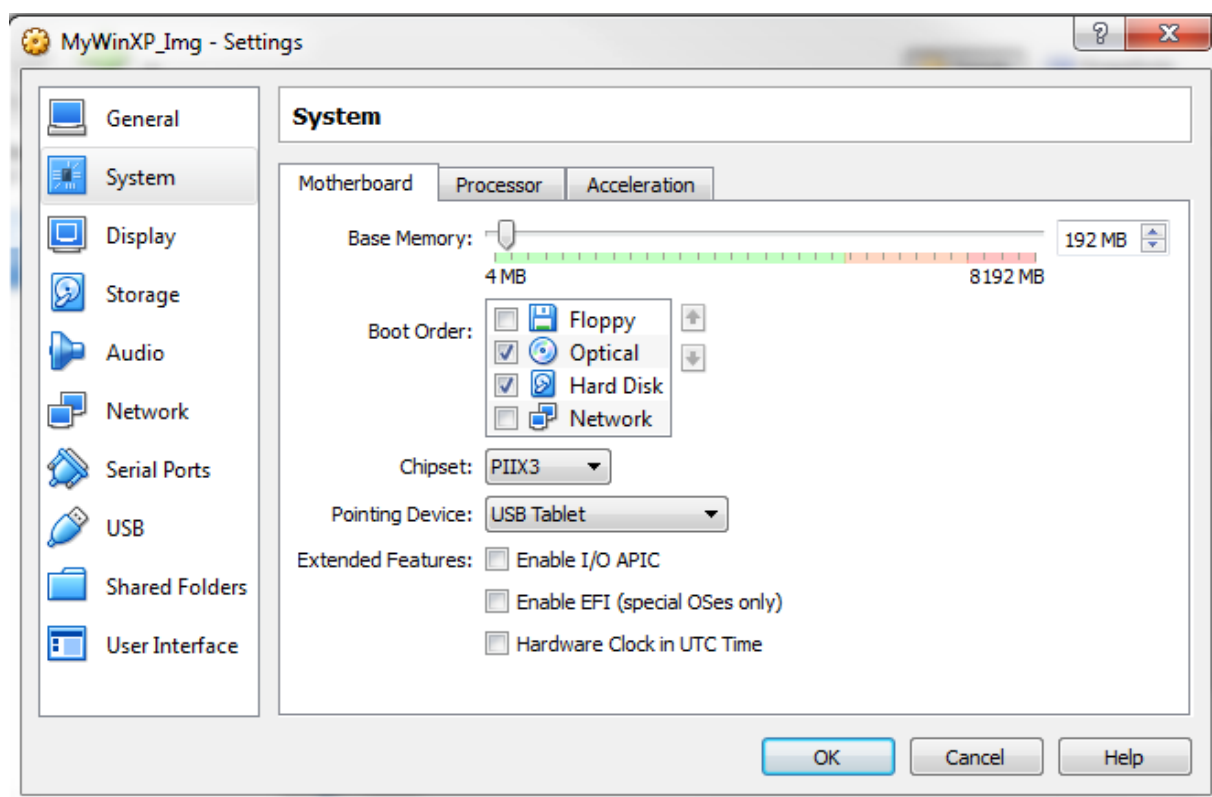 MyWinXP_Img - Settings
General
System
Display
Storage
Audio
Network
Serial Ports
USB
Shared Folders
User Interface
System
Motherboard Processor Acceleration
Base Memory: 192 MB
4 MB 8192 MB
Boot Order: Floppy
Optical
Hard Disk
Network
Chipset: PIIX3
Pointing Device: USB Tablet
Extended Features: Enable I/O APIC
Enable EFI (special OSes only)
Hardware Clock in UTC Time
OK Cancel Help